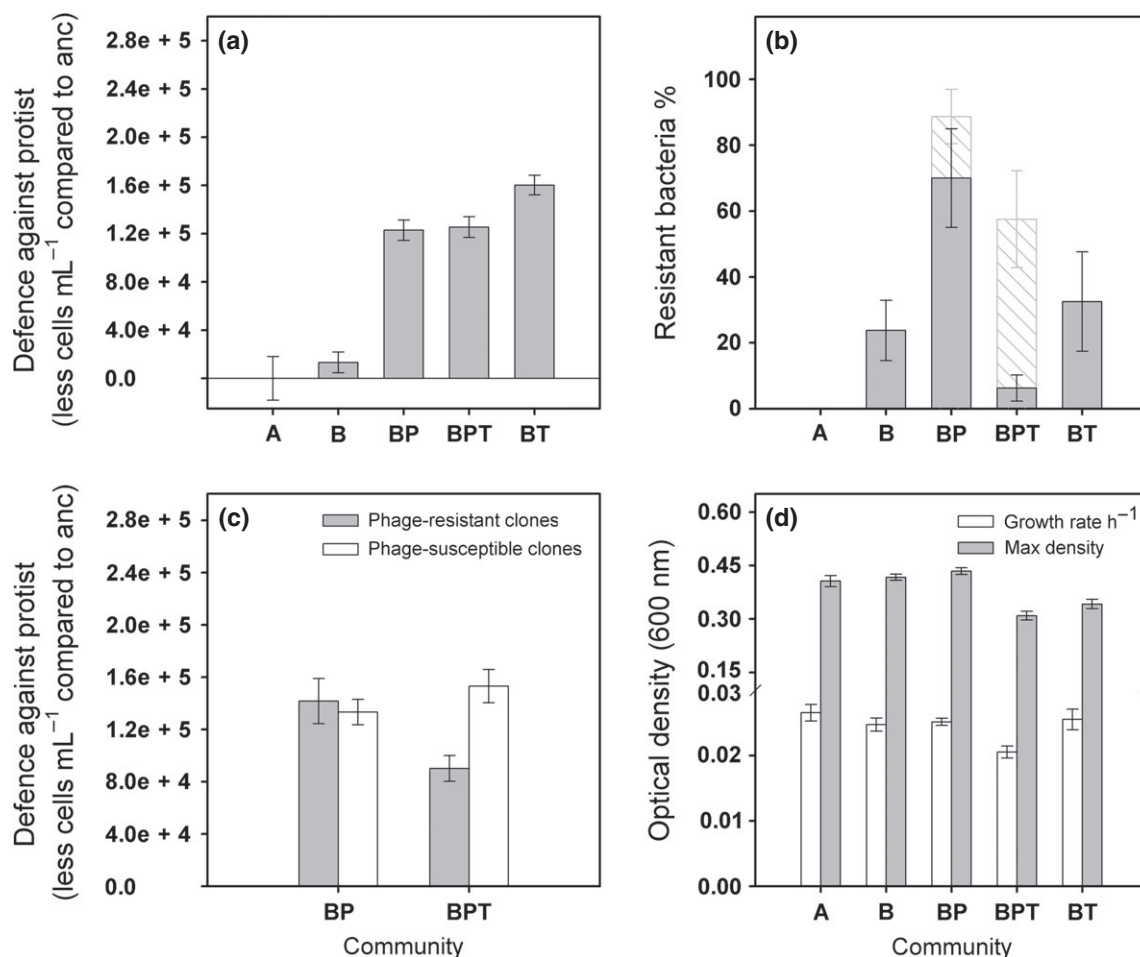 (a)
Defence against protist
(less cells mL⁻¹ compared to anc)
2.8e + 5
2.4e + 5
2.0e + 5
1.6e + 5
1.2e + 5
8.0e + 4
4.0e + 4
0.0
A B BP BPT BT
(b)
Resistant bacteria %
100
80
60
40
20
0
A B BP BPT BT
(c)
Phage-resistant clones
Phage-susceptible clones
Defence against protist
(less cells mL⁻¹ compared to anc)
2.8e + 5
2.4e + 5
2.0e + 5
1.6e + 5
1.2e + 5
8.0e + 4
4.0e + 4
0.0
BP BPT
Community
(d)
Growth rate h⁻¹
Max density
Optical density (600 nm)
0.60
0.45
0.30
0.15
0.03
0.02
0.01
0.00
A B BP BPT BT
Community